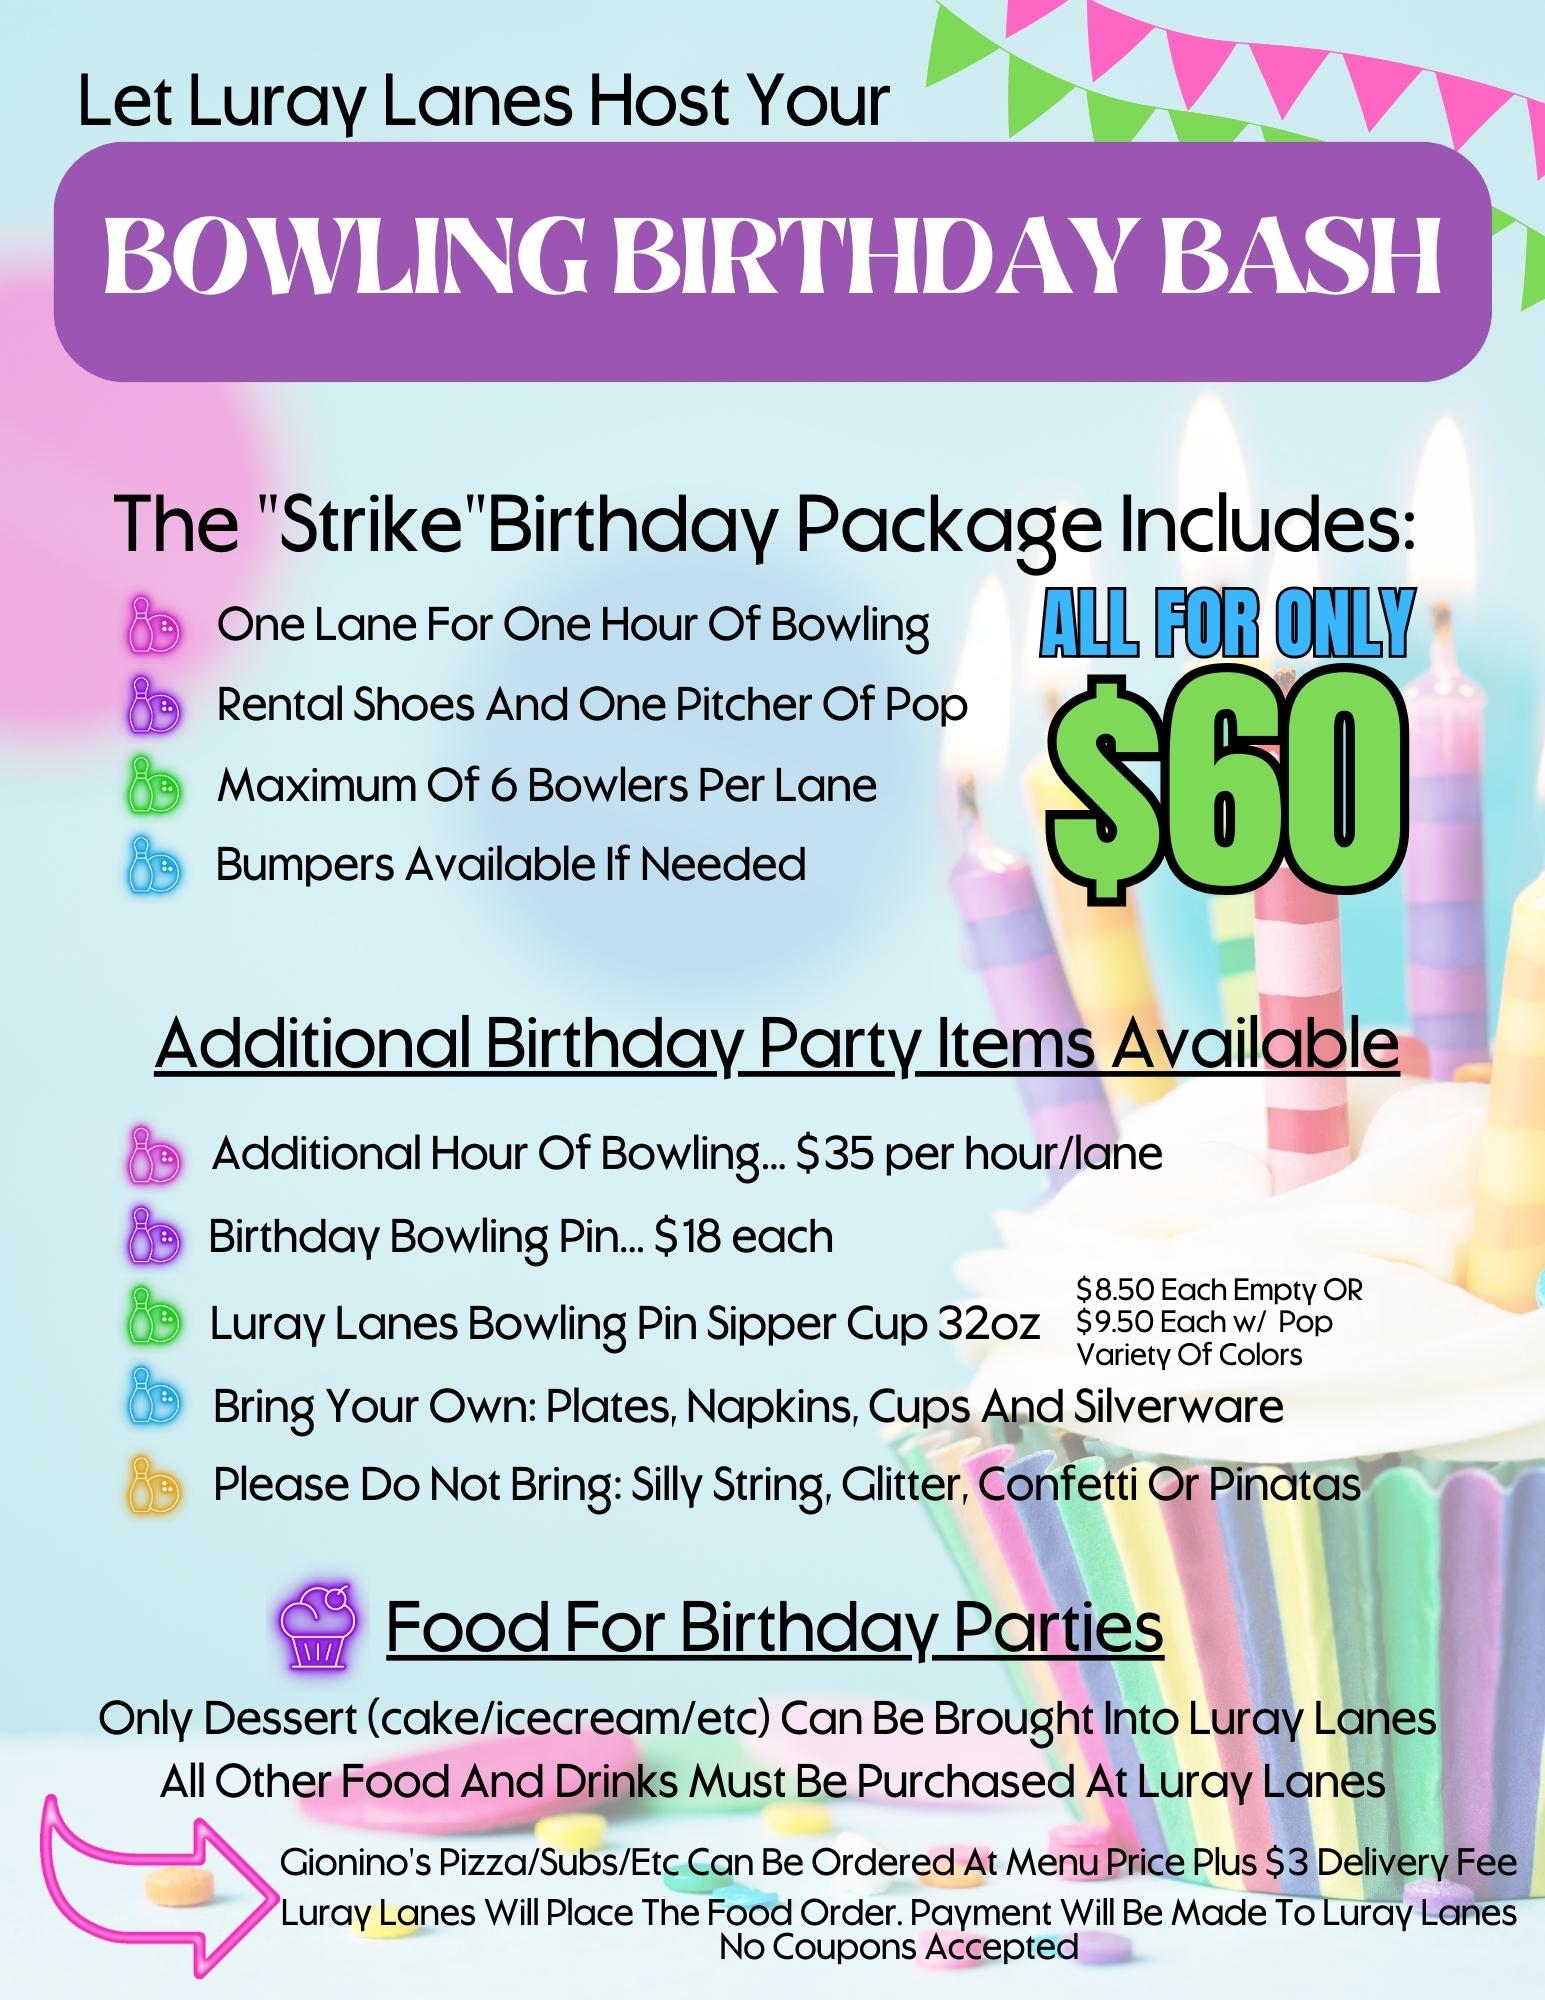 Let Luray Lanes Host Your
BOWLING BIRTHDAY BASH
The "Strike"Birthday Package Includes:
One Lane For One Hour Of Bowling
Rental Shoes And One Pitcher Of Pop
Maximum Of 6 Bowlers Per Lane
Bumpers Available If Needed
ALL FOR ONLY
$60
Additional Birthday Party Items Available
Additional Hour Of Bowling... $35 per hour/lane
Birthday Bowling Pin... $18 each
Luray Lanes Bowling Pin Sipper Cup 32oz
$8.50 Each Empty OR
$9.50 Each w/ Pop
Variety Of Colors
Bring Your Own: Plates, Napkins, Cups And Silverware
Please Do Not Bring: Silly String, Glitter, Confetti Or Pinatas
Food For Birthday Parties
Only Dessert (cake/icecream/etc) Can Be Brought Into Luray Lanes
All Other Food And Drinks Must Be Purchased At Luray Lanes
Gionino's Pizza/Subs/Etc Can Be Ordered At Menu Price Plus $3 Delivery Fee
Luray Lanes Will Place The Food Order. Payment Will Be Made To Luray Lanes
No Coupons Accepted